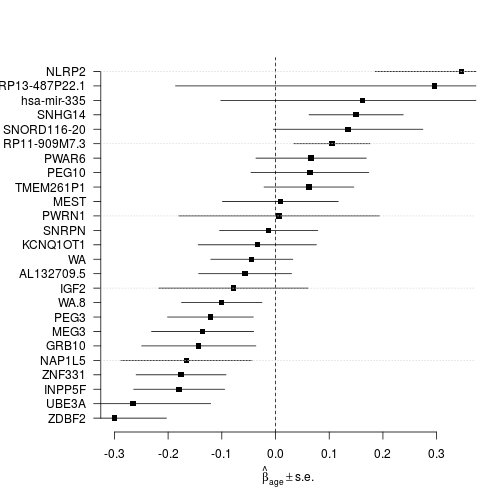 NLRP2
RP13-487P22.1
hsa-mir-335
SNHG14
SNORD116-20
RP11-909M7.3
PWAR6
PEG10
TMEM261P1
MEST
PWRN1
SNRPN
KCNQ1OT1
WA
AL132709.5
IGF2
WA.8
PEG3
MEG3
GRB10
NAP1L5
ZNF331
INPP5F
UBE3A
ZDBF2
-0.3 -0.2 -0.1 0.0 0.1 0.2 0.3
β̂age ± s.e.